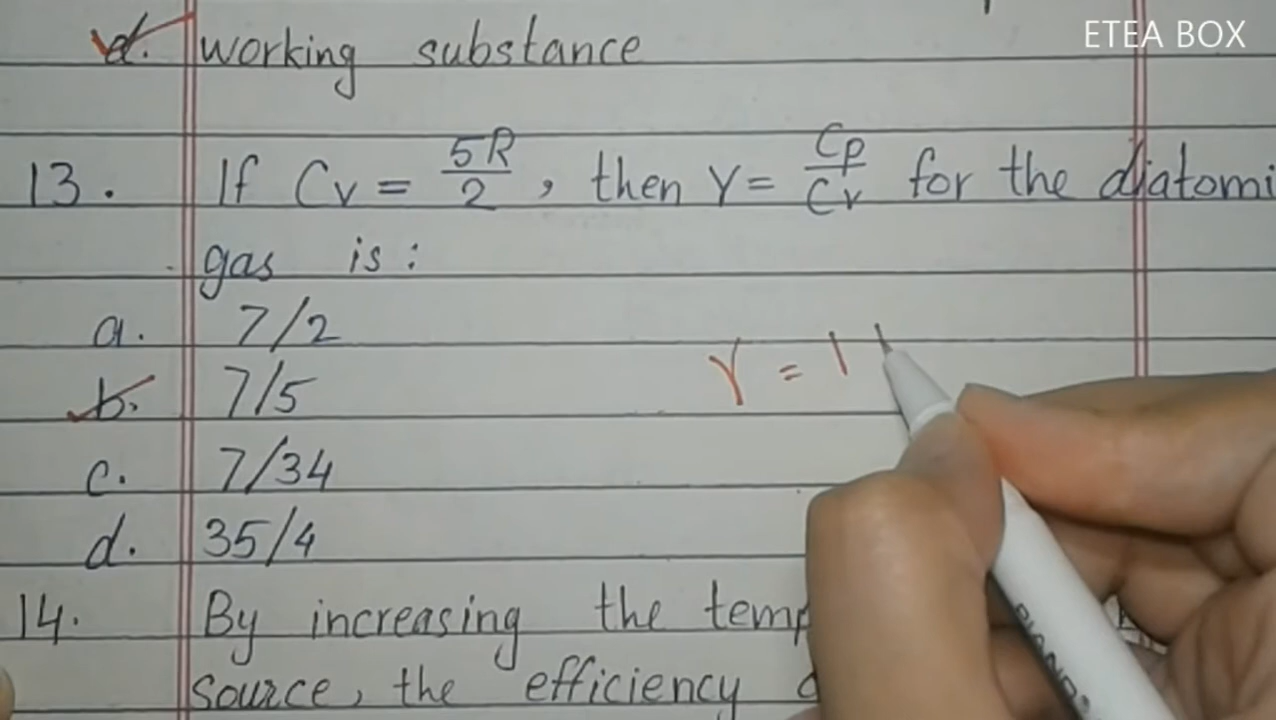 ETEA BOX
d. working substance
13. If Cv = 5R/2, then γ = Cp/Cv for the diatomi
gas is:
a. 7/2
b. 7/5
γ = 1
c. 7/34
d. 35/4
14. By increasing the temp
source, the efficiency